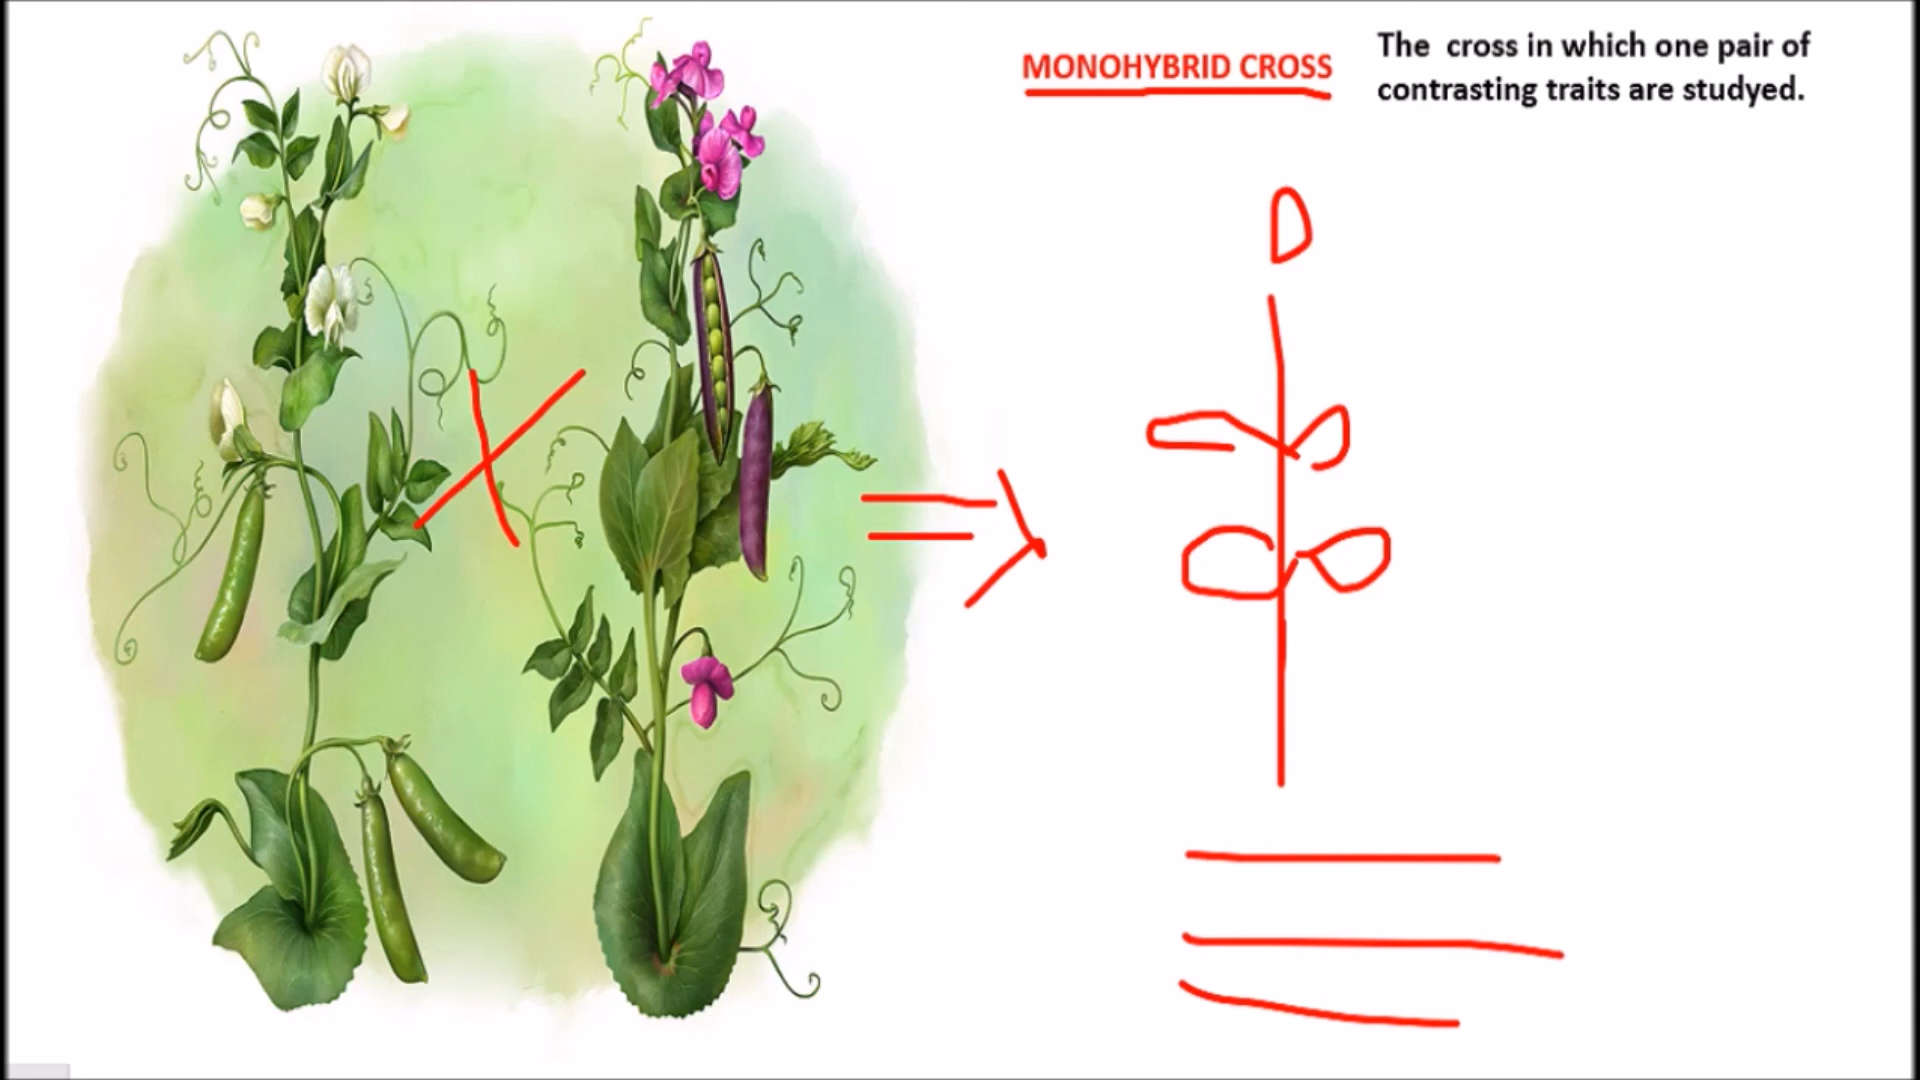 MONOHYBRID CROSS
The cross in which one pair of
contrasting traits are studyed.